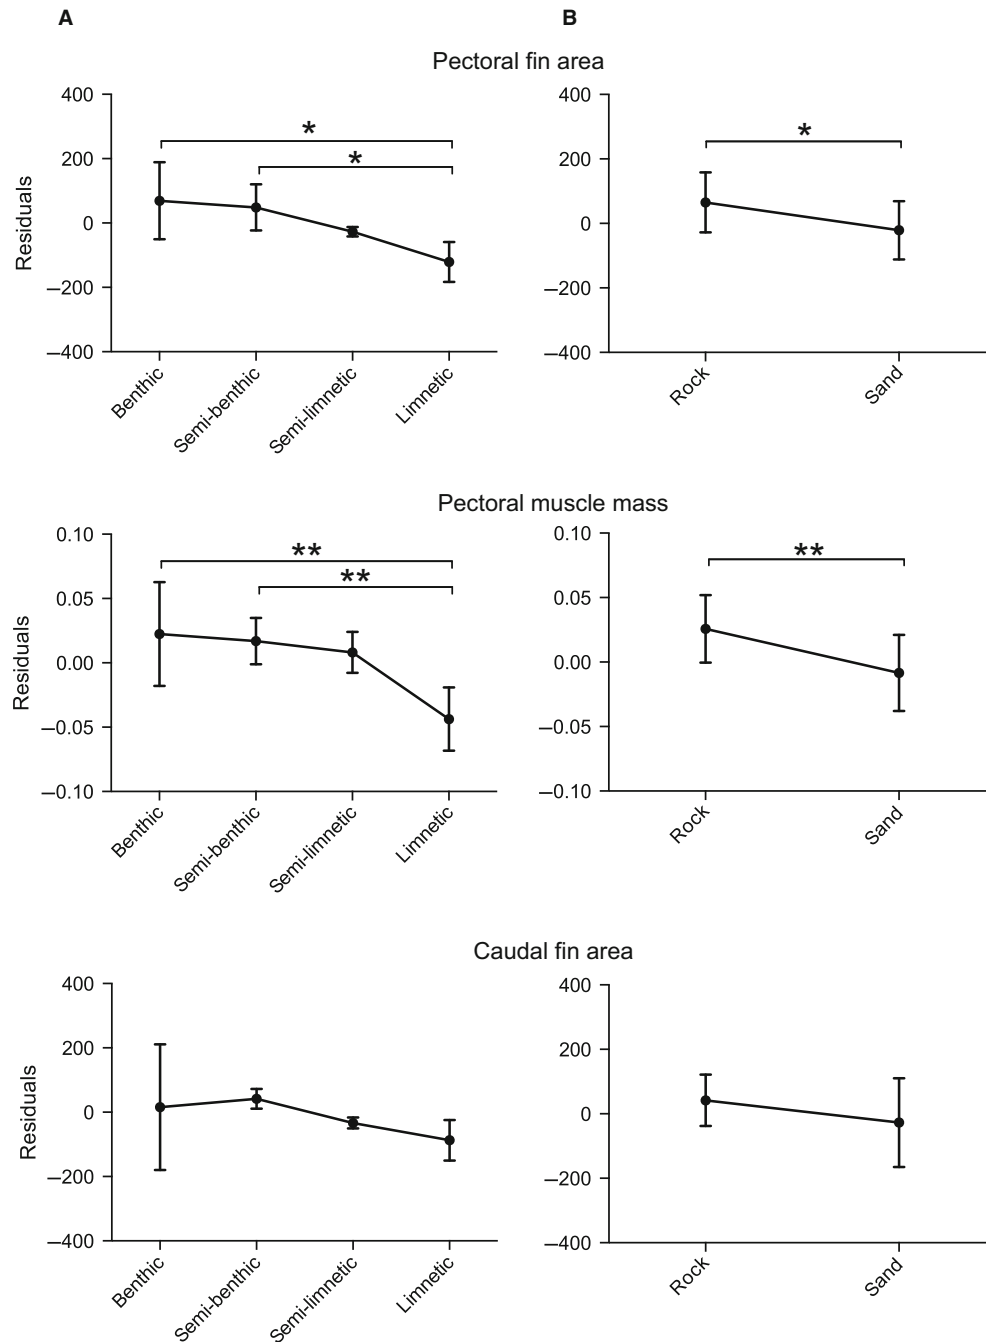 A
B
Pectoral fin area
400
200
0
–200
–400
Residuals
*
*
Benthic
Semi-benthic
Semi-limnetic
Limnetic
400
200
0
–200
–400
*
Rock
Sand
Pectoral muscle mass
0.10
0.05
0.00
–0.05
–0.10
Residuals
**
**
Benthic
Semi-benthic
Semi-limnetic
Limnetic
0.10
0.05
0.00
–0.05
–0.10
**
Rock
Sand
Caudal fin area
400
200
0
–200
–400
Residuals
Benthic
Semi-benthic
Semi-limnetic
Limnetic
400
200
0
–200
–400
Rock
Sand